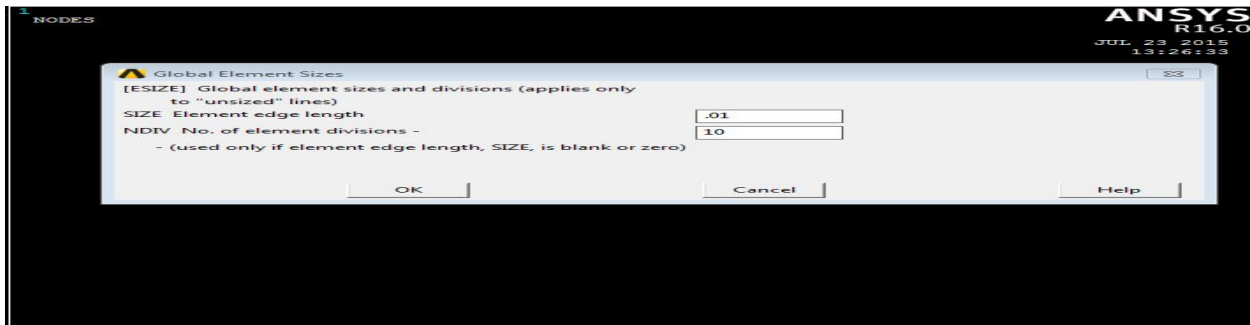 1
NODES
ANSYS
R16.0
JUL 23 2015
13:26:33
Global Element Sizes
[ESIZE] Global element sizes and divisions (applies only
to "unsized" lines)
SIZE Element edge length .01
NDIV No. of element divisions - 10
- (used only if element edge length, SIZE, is blank or zero)
OK Cancel Help